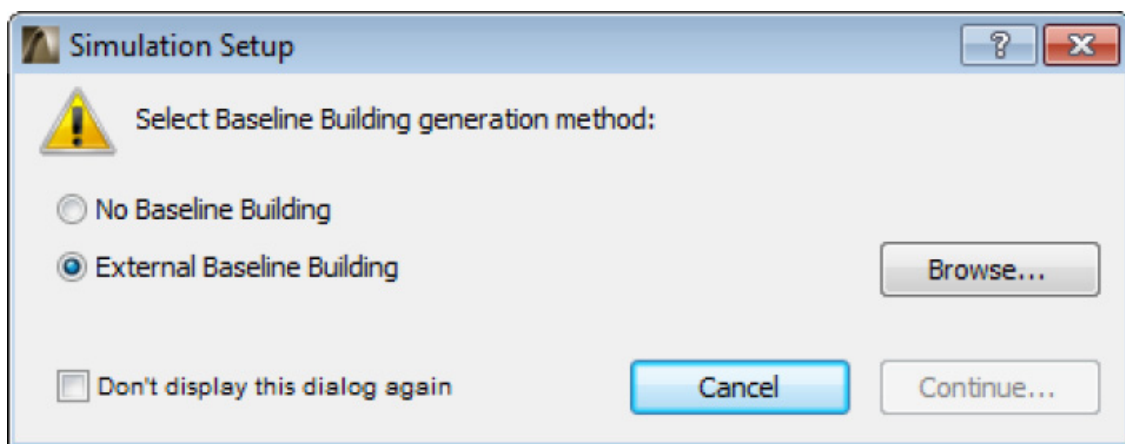 Simulation Setup
?
Select Baseline Building generation method:
No Baseline Building
External Baseline Building
Browse...
Don't display this dialog again
Cancel
Continue...